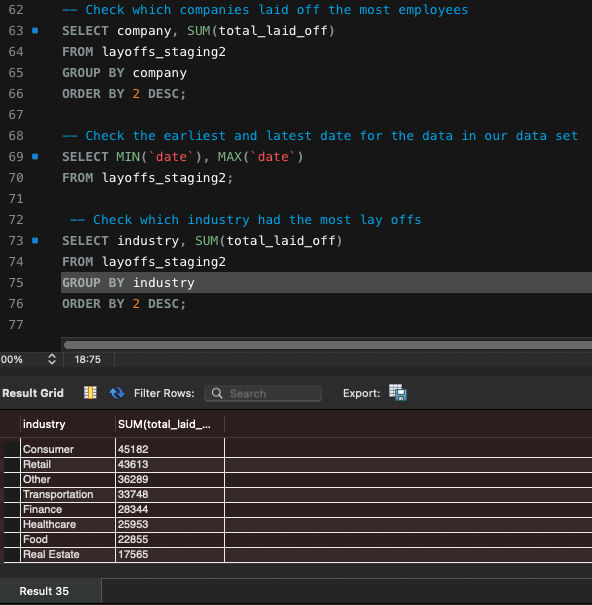 62 -- Check which companies laid off the most employees
63 SELECT company, SUM(total_laid_off)
64 FROM layoffs_staging2
65 GROUP BY company
66 ORDER BY 2 DESC;
67
68 -- Check the earliest and latest date for the data in our data set
69 SELECT MIN(`date`), MAX(`date`)
70 FROM layoffs_staging2;
71
72 -- Check which industry had the most lay offs
73 SELECT industry, SUM(total_laid_off)
74 FROM layoffs_staging2
75 GROUP BY industry
76 ORDER BY 2 DESC;
77
00% 18:75
Result Grid Filter Rows: Search Export:
industry SUM(total_laid_...
Consumer 45182
Retail 43613
Other 36289
Transportation 33748
Finance 28344
Healthcare 25953
Food 22855
Real Estate 17565
Result 35